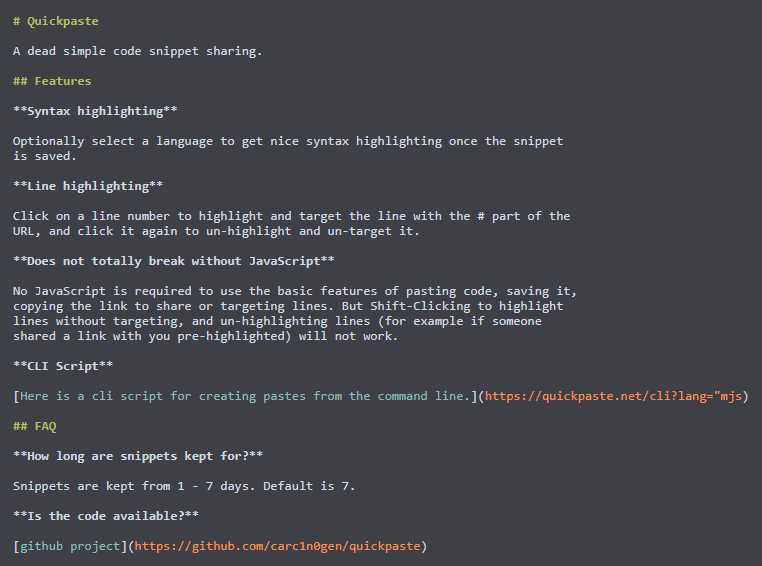 # Quickpaste
A dead simple code snippet sharing.
## Features
**Syntax highlighting**
Optionally select a language to get nice syntax highlighting once the snippet
is saved.
**Line highlighting**
Click on a line number to highlight and target the line with the # part of the
URL, and click it again to un-highlight and un-target it.
**Does not totally break without JavaScript**
No JavaScript is required to use the basic features of pasting code, saving it,
copying the link to share or targeting lines. But Shift-Clicking to highlight
lines without targeting, and un-highlighting lines (for example if someone
shared a link with you pre-highlighted) will not work.
**CLI Script**
[Here is a cli script for creating pastes from the command line.](https://quickpaste.net/cli?lang="mjs)
## FAQ
**How long are snippets kept for?**
Snippets are kept from 1 - 7 days. Default is 7.
**Is the code available?**
[github project](https://github.com/carc1n0gen/quickpaste)